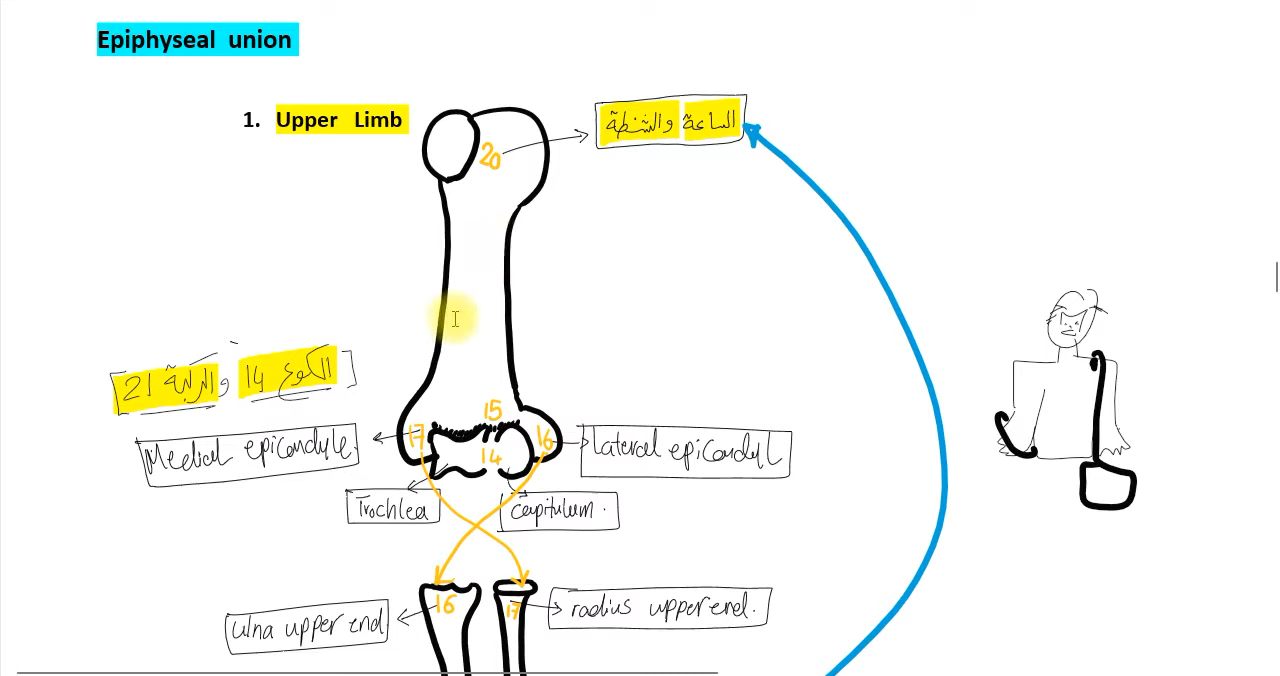 Epiphyseal union
1. Upper Limb
الساعة والشنطة
20
الكوع 14 والركبة 21
15
17
16
14
Medial epicondyle
lateral epicondyl
Trochlea
capitulum.
16
17
ulna upper end
radius upper end.